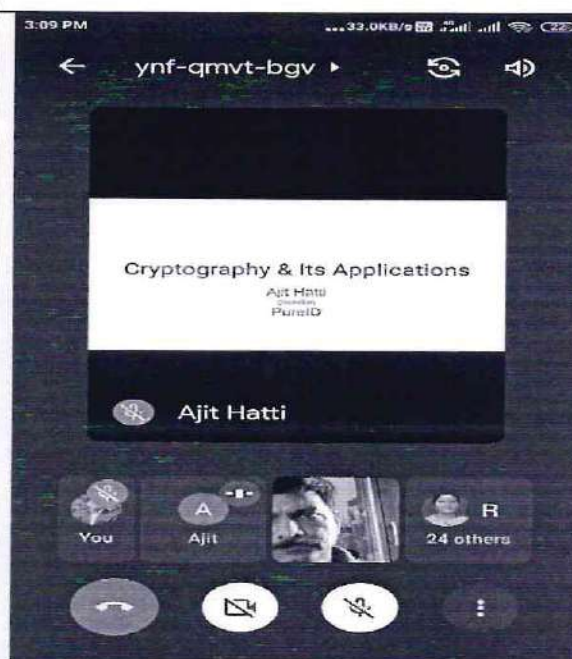 3:09 PM
...33.0KB/s 22
ynf-qmvt-bgv
Cryptography & Its Applications
Ajit Hatti
PureID
Ajit Hatti
A
R
You
Ajit
24 others